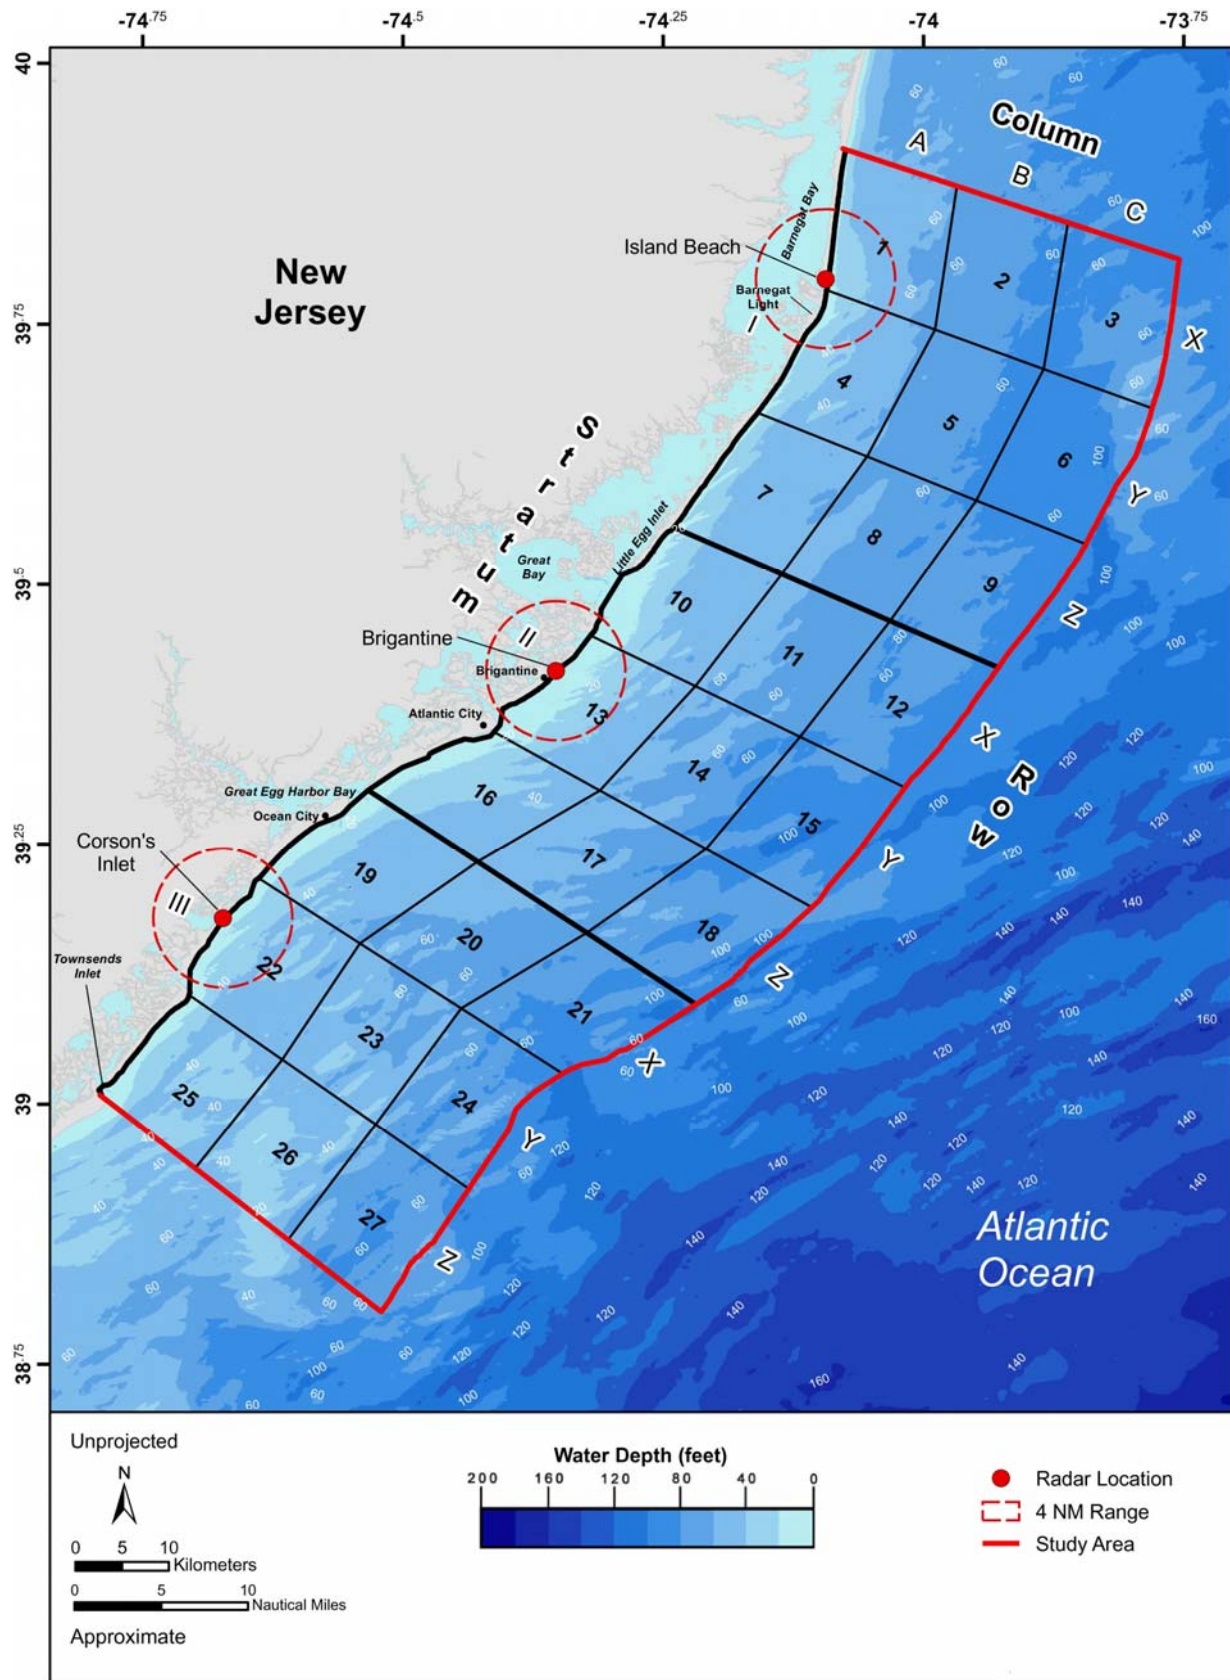 -74.75 -74.5 -74.25 -74 -73.75
40
39.75
39.5
39.25
39
38.75
Column
A
B
C
New
Jersey
Island Beach
Barnegat Bay
Barnegat
Light
Stratum
I
II
III
1
2
3
4
5
6
7
8
9
10
11
12
13
14
15
16
17
18
19
20
21
22
23
24
25
26
27
X
Y
Z
X
Y
Z
X
Y
Z
Row
Little Egg Inlet
Great
Bay
Brigantine
Brigantine
Atlantic City
Great Egg Harbor Bay
Ocean City
Corson's
Inlet
Townsends
Inlet
Atlantic
Ocean
Unprojected
N
0 5 10
Kilometers
0 5 10
Nautical Miles
Approximate
Water Depth (feet)
200 160 120 80 40 0
Radar Location
4 NM Range
Study Area